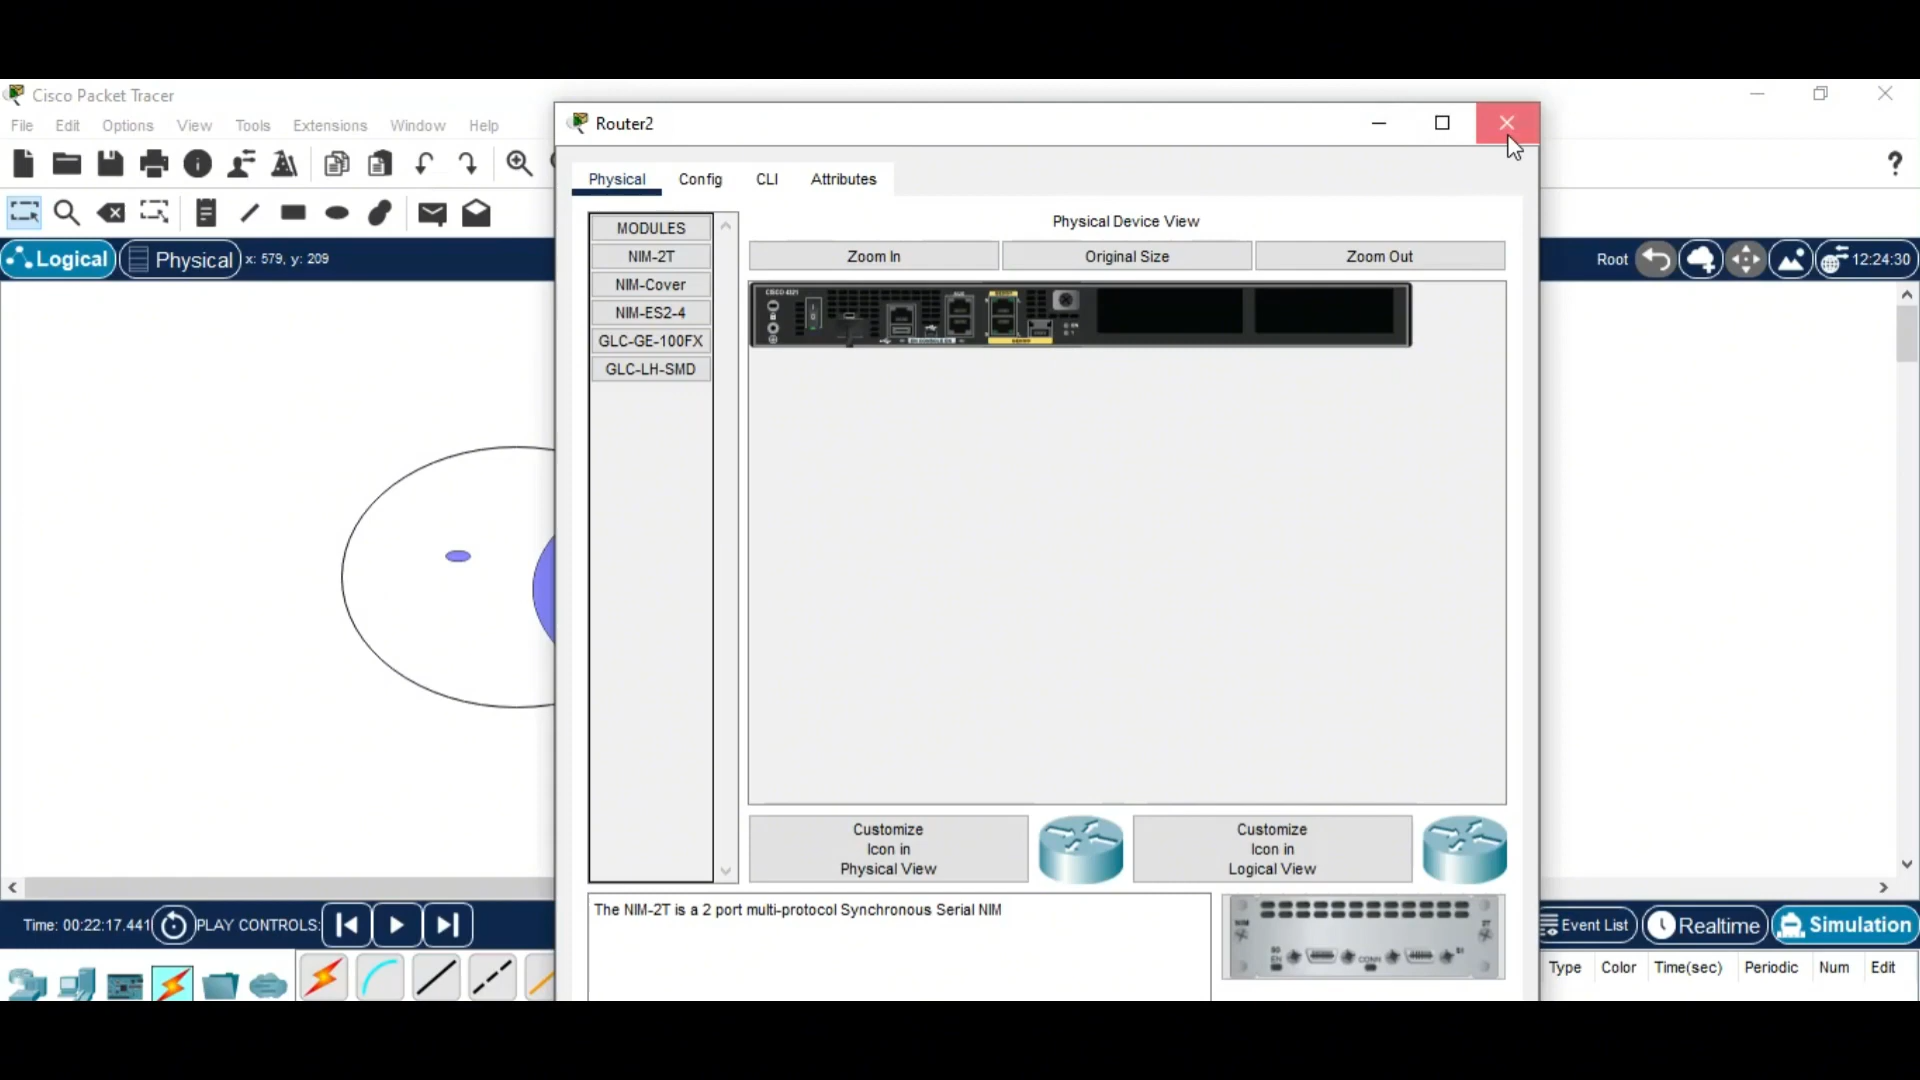 Cisco Packet Tracer
File Edit Options View Tools Extensions Window Help
Router2
Physical Config CLI Attributes
MODULES
NIM-2T
NIM-Cover
NIM-ES2-4
GLC-GE-100FX
GLC-LH-SMD
Physical Device View
Zoom In Original Size Zoom Out
Logical Physical x: 579, y: 209
Root 12:24:30
CISCO 4321
Customize
Icon in
Physical View
Customize
Icon in
Logical View
The NIM-2T is a 2 port multi-protocol Synchronous Serial NIM
Time: 00:22:17.441 PLAY CONTROLS:
Event List Realtime Simulation
Type Color Time(sec) Periodic Num Edit